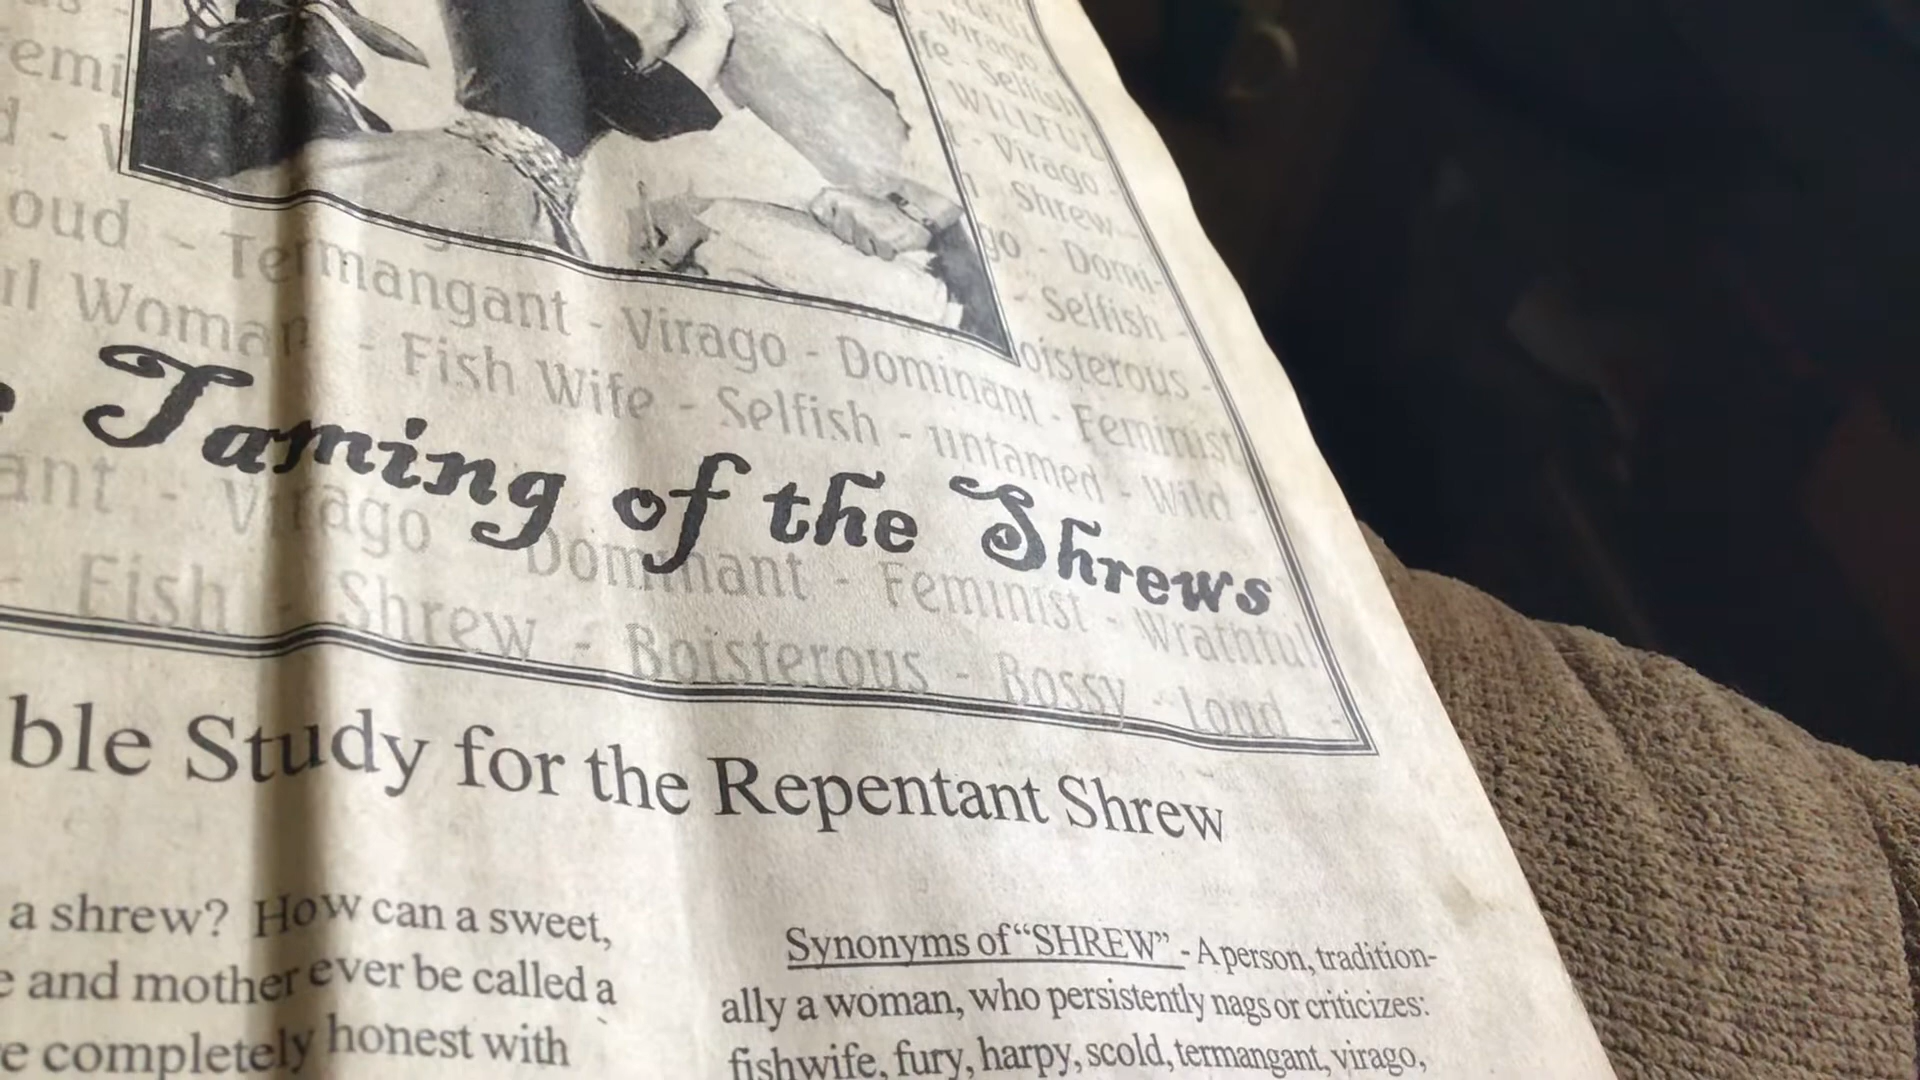 Virago
fe - Selfish
WILLFUL
- Virago -
Shrew -
go - Domi-
- Selfish -
oisterous -
emi
oud - Termangant - Virago - Dominant - Feminist
il Woman - Fish Wife - Selfish - untamed - Wild -
Taming of the Shrews
ant - Virago Dominant - Feminist - Wrathful
- Fish - Shrew - Boisterous - Bossy - Loud -
ble Study for the Repentant Shrew
a shrew? How can a sweet,
e and mother ever be called a
e completely honest with
Synonyms of “SHREW” - A person, tradition-
ally a woman, who persistently nags or criticizes:
fishwife, fury, harpy, scold, termangant, virago,